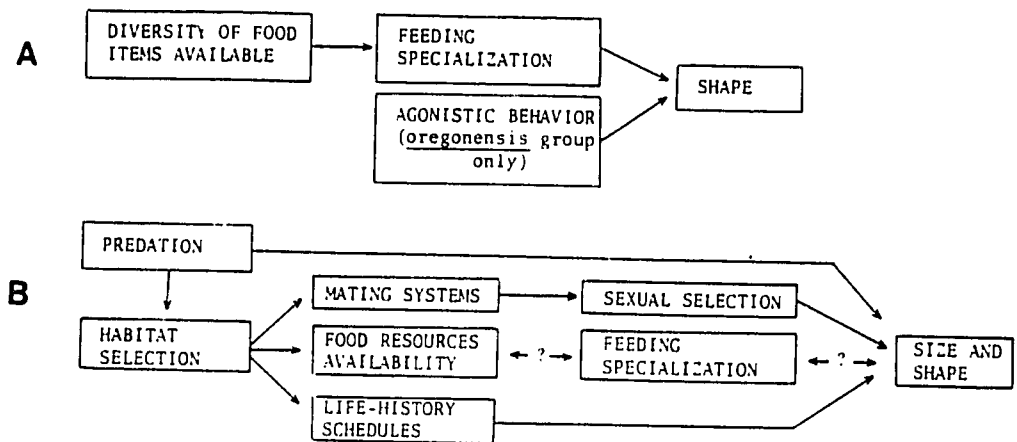 A
DIVERSITY OF FOOD
ITEMS AVAILABLE
FEEDING
SPECIALIZATION
AGONISTIC BEHAVIOR
(oregonensis group
only)
SHAPE
B
PREDATION
HABITAT
SELECTION
MATING SYSTEMS
SEXUAL SELECTION
FOOD RESOURCES
AVAILABILITY
?
FEEDING
SPECIALIZATION
?
LIFE-HISTORY
SCHEDULES
SIZE AND
SHAPE